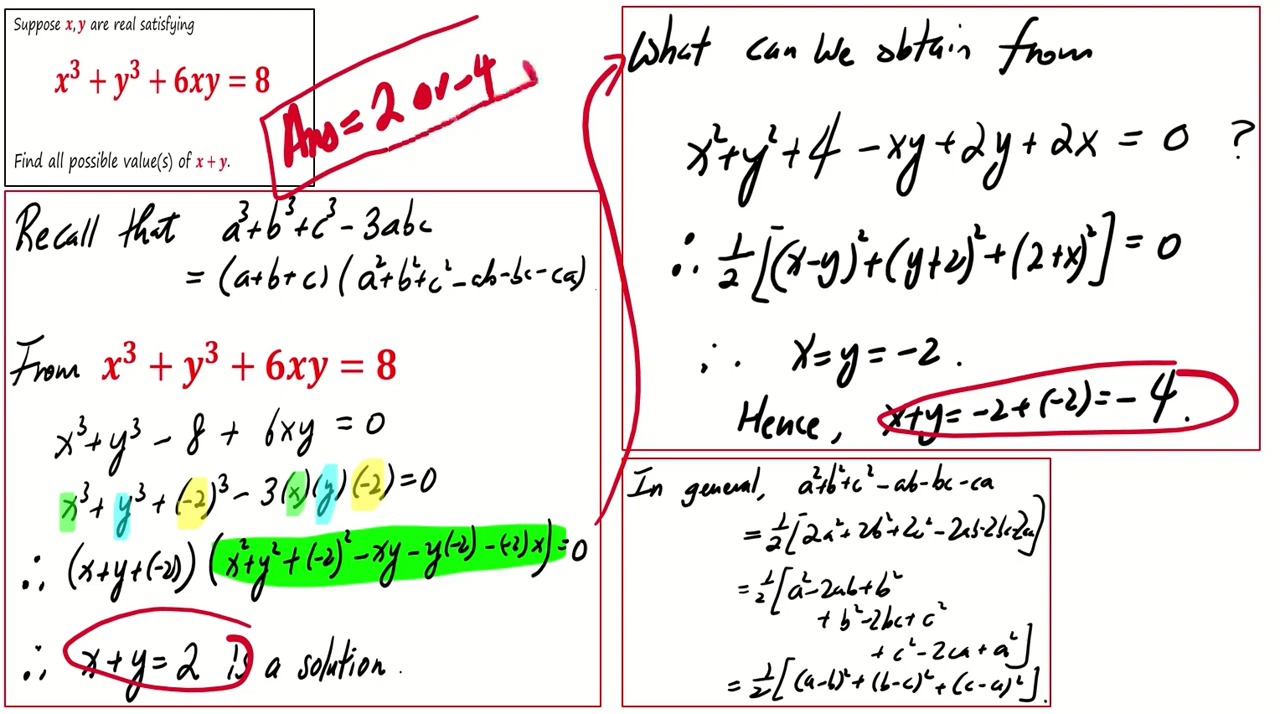 Suppose x, y are real satisfying
x³ + y³ + 6xy = 8
Find all possible value(s) of x + y.
Ans = 2 or -4
Recall that a³+b³+c³-3abc
= (a+b+c)(a²+b²+c²-ab-bc-ca)
From x³ + y³ + 6xy = 8
x³+y³ - 8 + 6xy = 0
x³+y³+(-2)³-3(x)(y)(-2)=0
∴ (x+y+(-2))(x²+y²+(-2)²-xy-y(-2)-(-2)x)=0
∴ x+y=2 is a solution.
What can we obtain from
x²+y²+4-xy+2y+2x=0 ?
∴ 1/2[(x-y)²+(y+2)²+(2+x)²]=0
∴ x=y=-2.
Hence, x+y=-2+(-2)=-4.
In general, a²+b²+c²-ab-bc-ca
=1/2[2a²+2b²+2c²-2ab-2bc-2ca]
=1/2[a²-2ab+b²
+b²-2bc+c²
+c²-2ca+a²]
=1/2[(a-b)²+(b-c)²+(c-a)²].